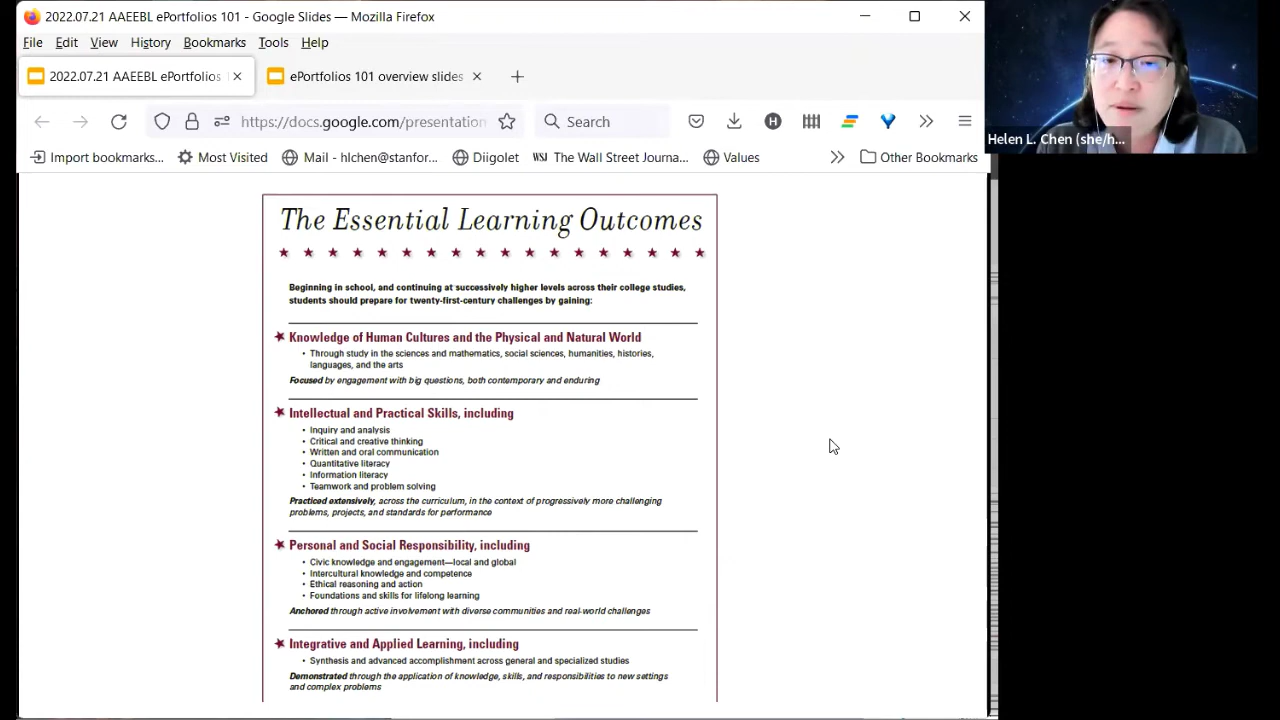 2022.07.21 AAEEBL ePortfolios 101 - Google Slides — Mozilla Firefox
File Edit View History Bookmarks Tools Help
2022.07.21 AAEEBL ePortfolios
ePortfolios 101 overview slides
https://docs.google.com/presentation
Search
H
Import bookmarks...
Most Visited
Mail - hlchen@stanfor...
Diigolet
WSJ The Wall Street Journa...
Values
Other Bookmarks
Helen L. Chen (she/h...
The Essential Learning Outcomes
Beginning in school, and continuing at successively higher levels across their college studies,
students should prepare for twenty-first-century challenges by gaining:
Knowledge of Human Cultures and the Physical and Natural World
• Through study in the sciences and mathematics, social sciences, humanities, histories,
languages, and the arts
Focused by engagement with big questions, both contemporary and enduring
Intellectual and Practical Skills, including
• Inquiry and analysis
• Critical and creative thinking
• Written and oral communication
• Quantitative literacy
• Information literacy
• Teamwork and problem solving
Practiced extensively, across the curriculum, in the context of progressively more challenging
problems, projects, and standards for performance
Personal and Social Responsibility, including
• Civic knowledge and engagement—local and global
• Intercultural knowledge and competence
• Ethical reasoning and action
• Foundations and skills for lifelong learning
Anchored through active involvement with diverse communities and real-world challenges
Integrative and Applied Learning, including
• Synthesis and advanced accomplishment across general and specialized studies
Demonstrated through the application of knowledge, skills, and responsibilities to new settings
and complex problems